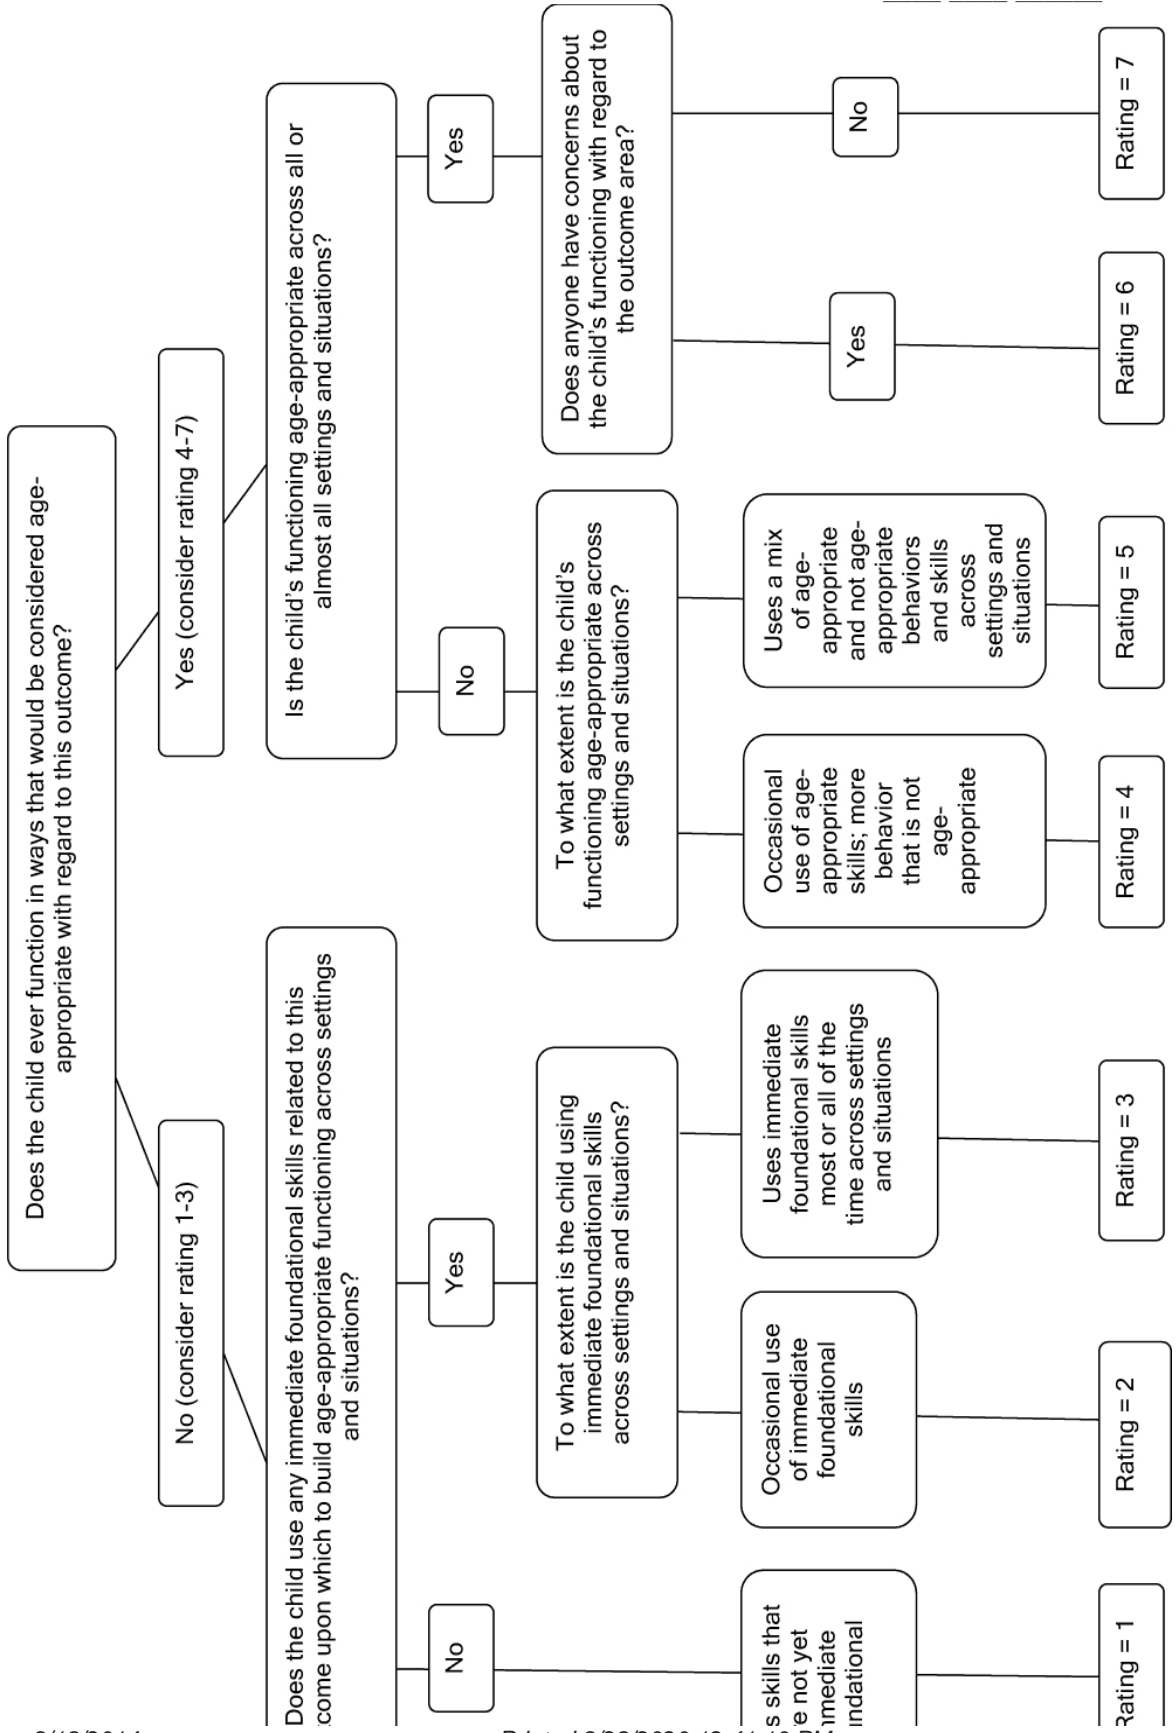 Does the child ever function in ways that would be considered age-
appropriate with regard to this outcome?
No (consider rating 1-3)
Yes (consider rating 4-7)
Does the child use any immediate foundational skills related to this
come upon which to build age-appropriate functioning across settings
and situations?
Is the child's functioning age-appropriate across all or
almost all settings and situations?
No
Yes
No
Yes
To what extent is the child using
immediate foundational skills
across settings and situations?
To what extent is the child's
functioning age-appropriate across
settings and situations?
Does anyone have concerns about
the child's functioning with regard to
the outcome area?
skills that
not yet
Occasional use
of immediate
foundational
skills
Uses immediate
foundational skills
most or all of the
time across settings
and situations
Occasional
use of age-
appropriate
skills; more
behavior
that is not
age-
appropriate
Uses a mix
of age-
appropriate
and not age-
appropriate
behaviors
and skills
across
settings and
situations
Yes
No
Rating = 1
Rating = 2
Rating = 3
Rating = 4
Rating = 5
Rating = 6
Rating = 7